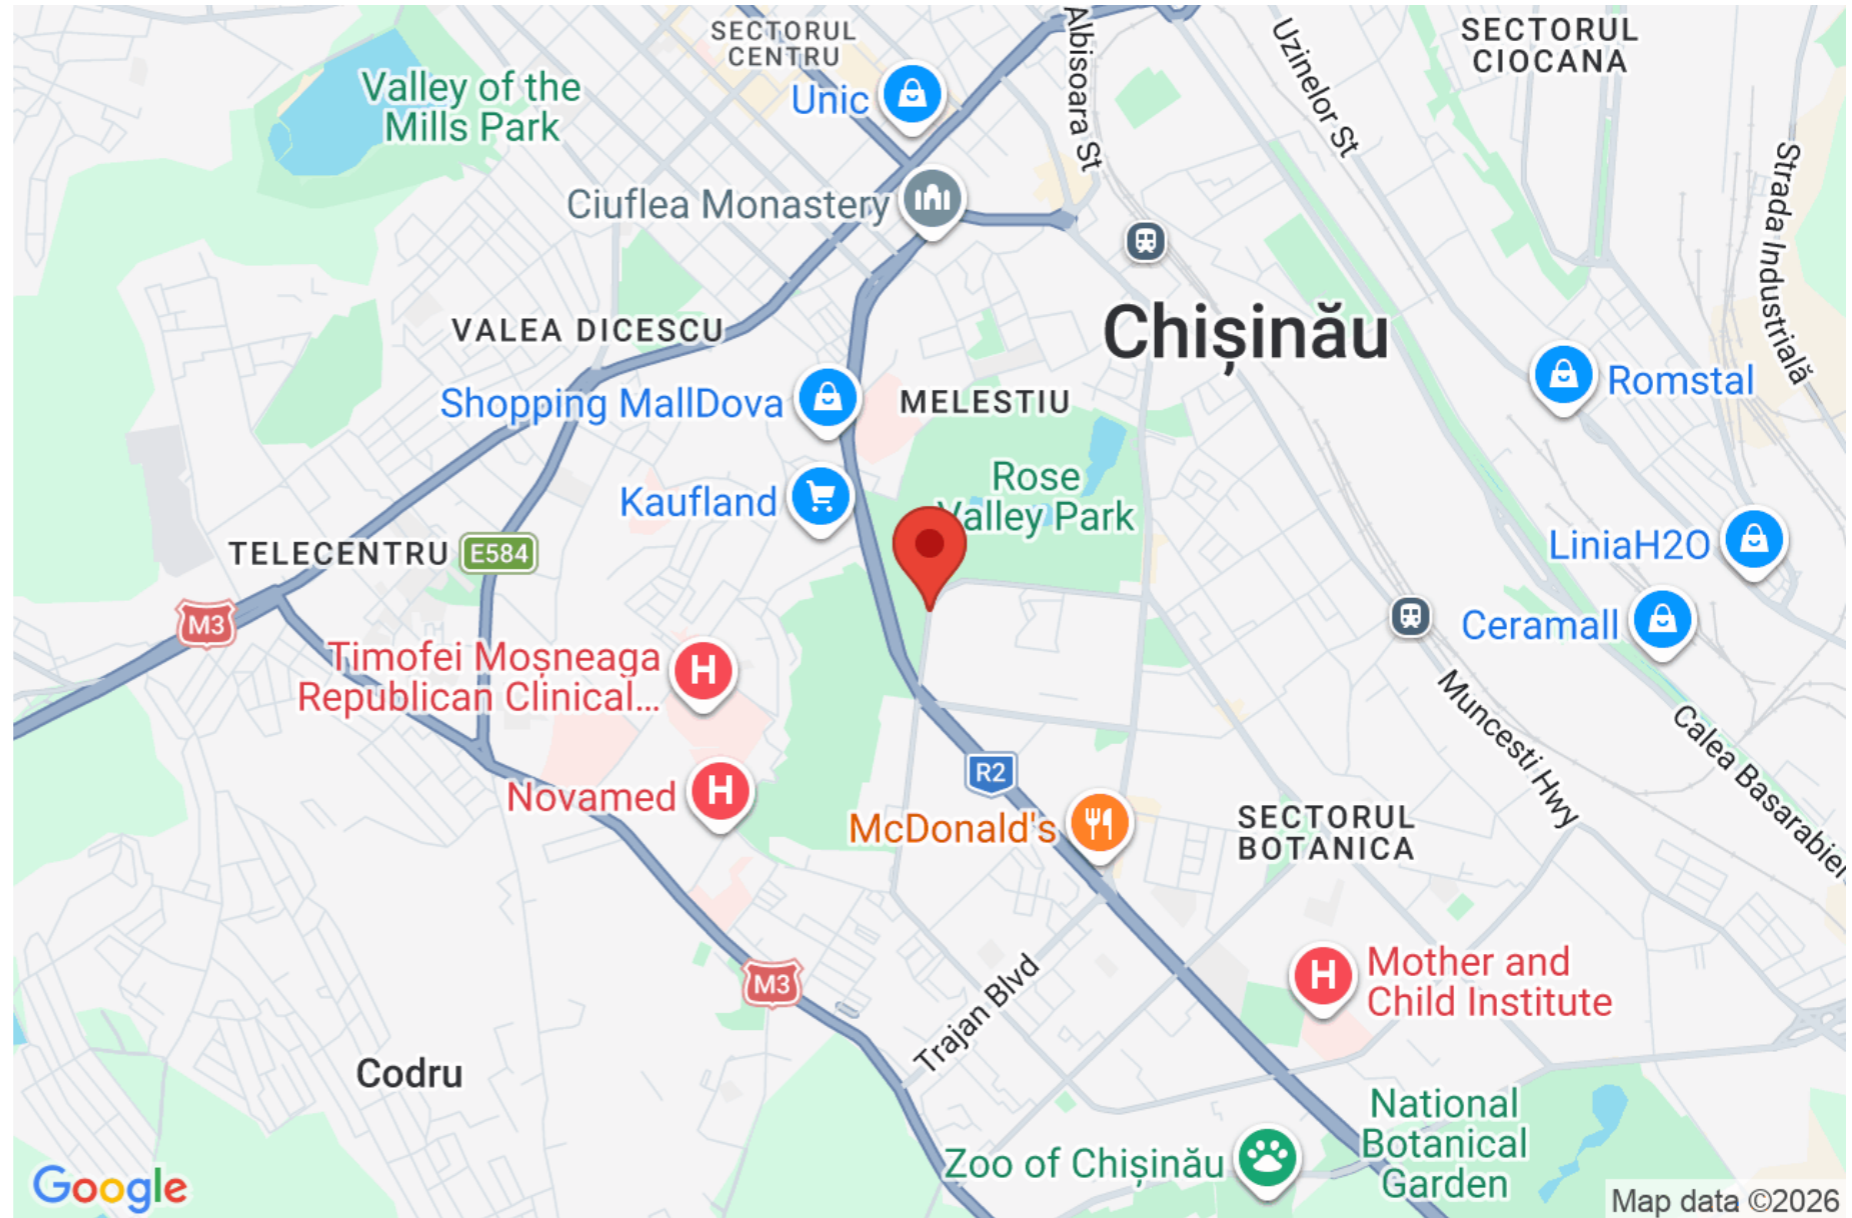 SECTORUL
CENTRU
Albisoara St
Uzinelor St
SECTORUL
CIOCANA
Valley of the
Mills Park
Unic
Strada Industrială
Ciuflea Monastery
Chișinău
VALEA DICESCU
Shopping MallDova
MELESTIU
Romstal
Rose
Valley Park
Kaufland
TELECENTRU
E584
LiniaH2O
M3
Ceramall
Timofei Moșneaga
Republican Clinical...
Muncesti Hwy
Calea Basarabiei
R2
Novamed
McDonald's
SECTORUL
BOTANICA
M3
Trajan Blvd
Mother and
Child Institute
Codru
National
Botanical
Garden
Zoo of Chișinău
Google
Map data ©2026